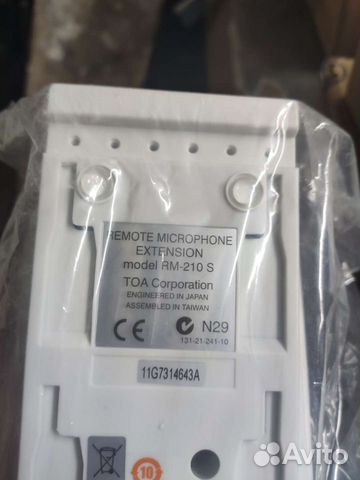 REMOTE MICROPHONE
EXTENSION
model RM-210 S
TOA Corporation
ENGINEERED IN JAPAN
ASSEMBLED IN TAIWAN
CE N29
131-21-241-10
11G7314643A
10
Avito